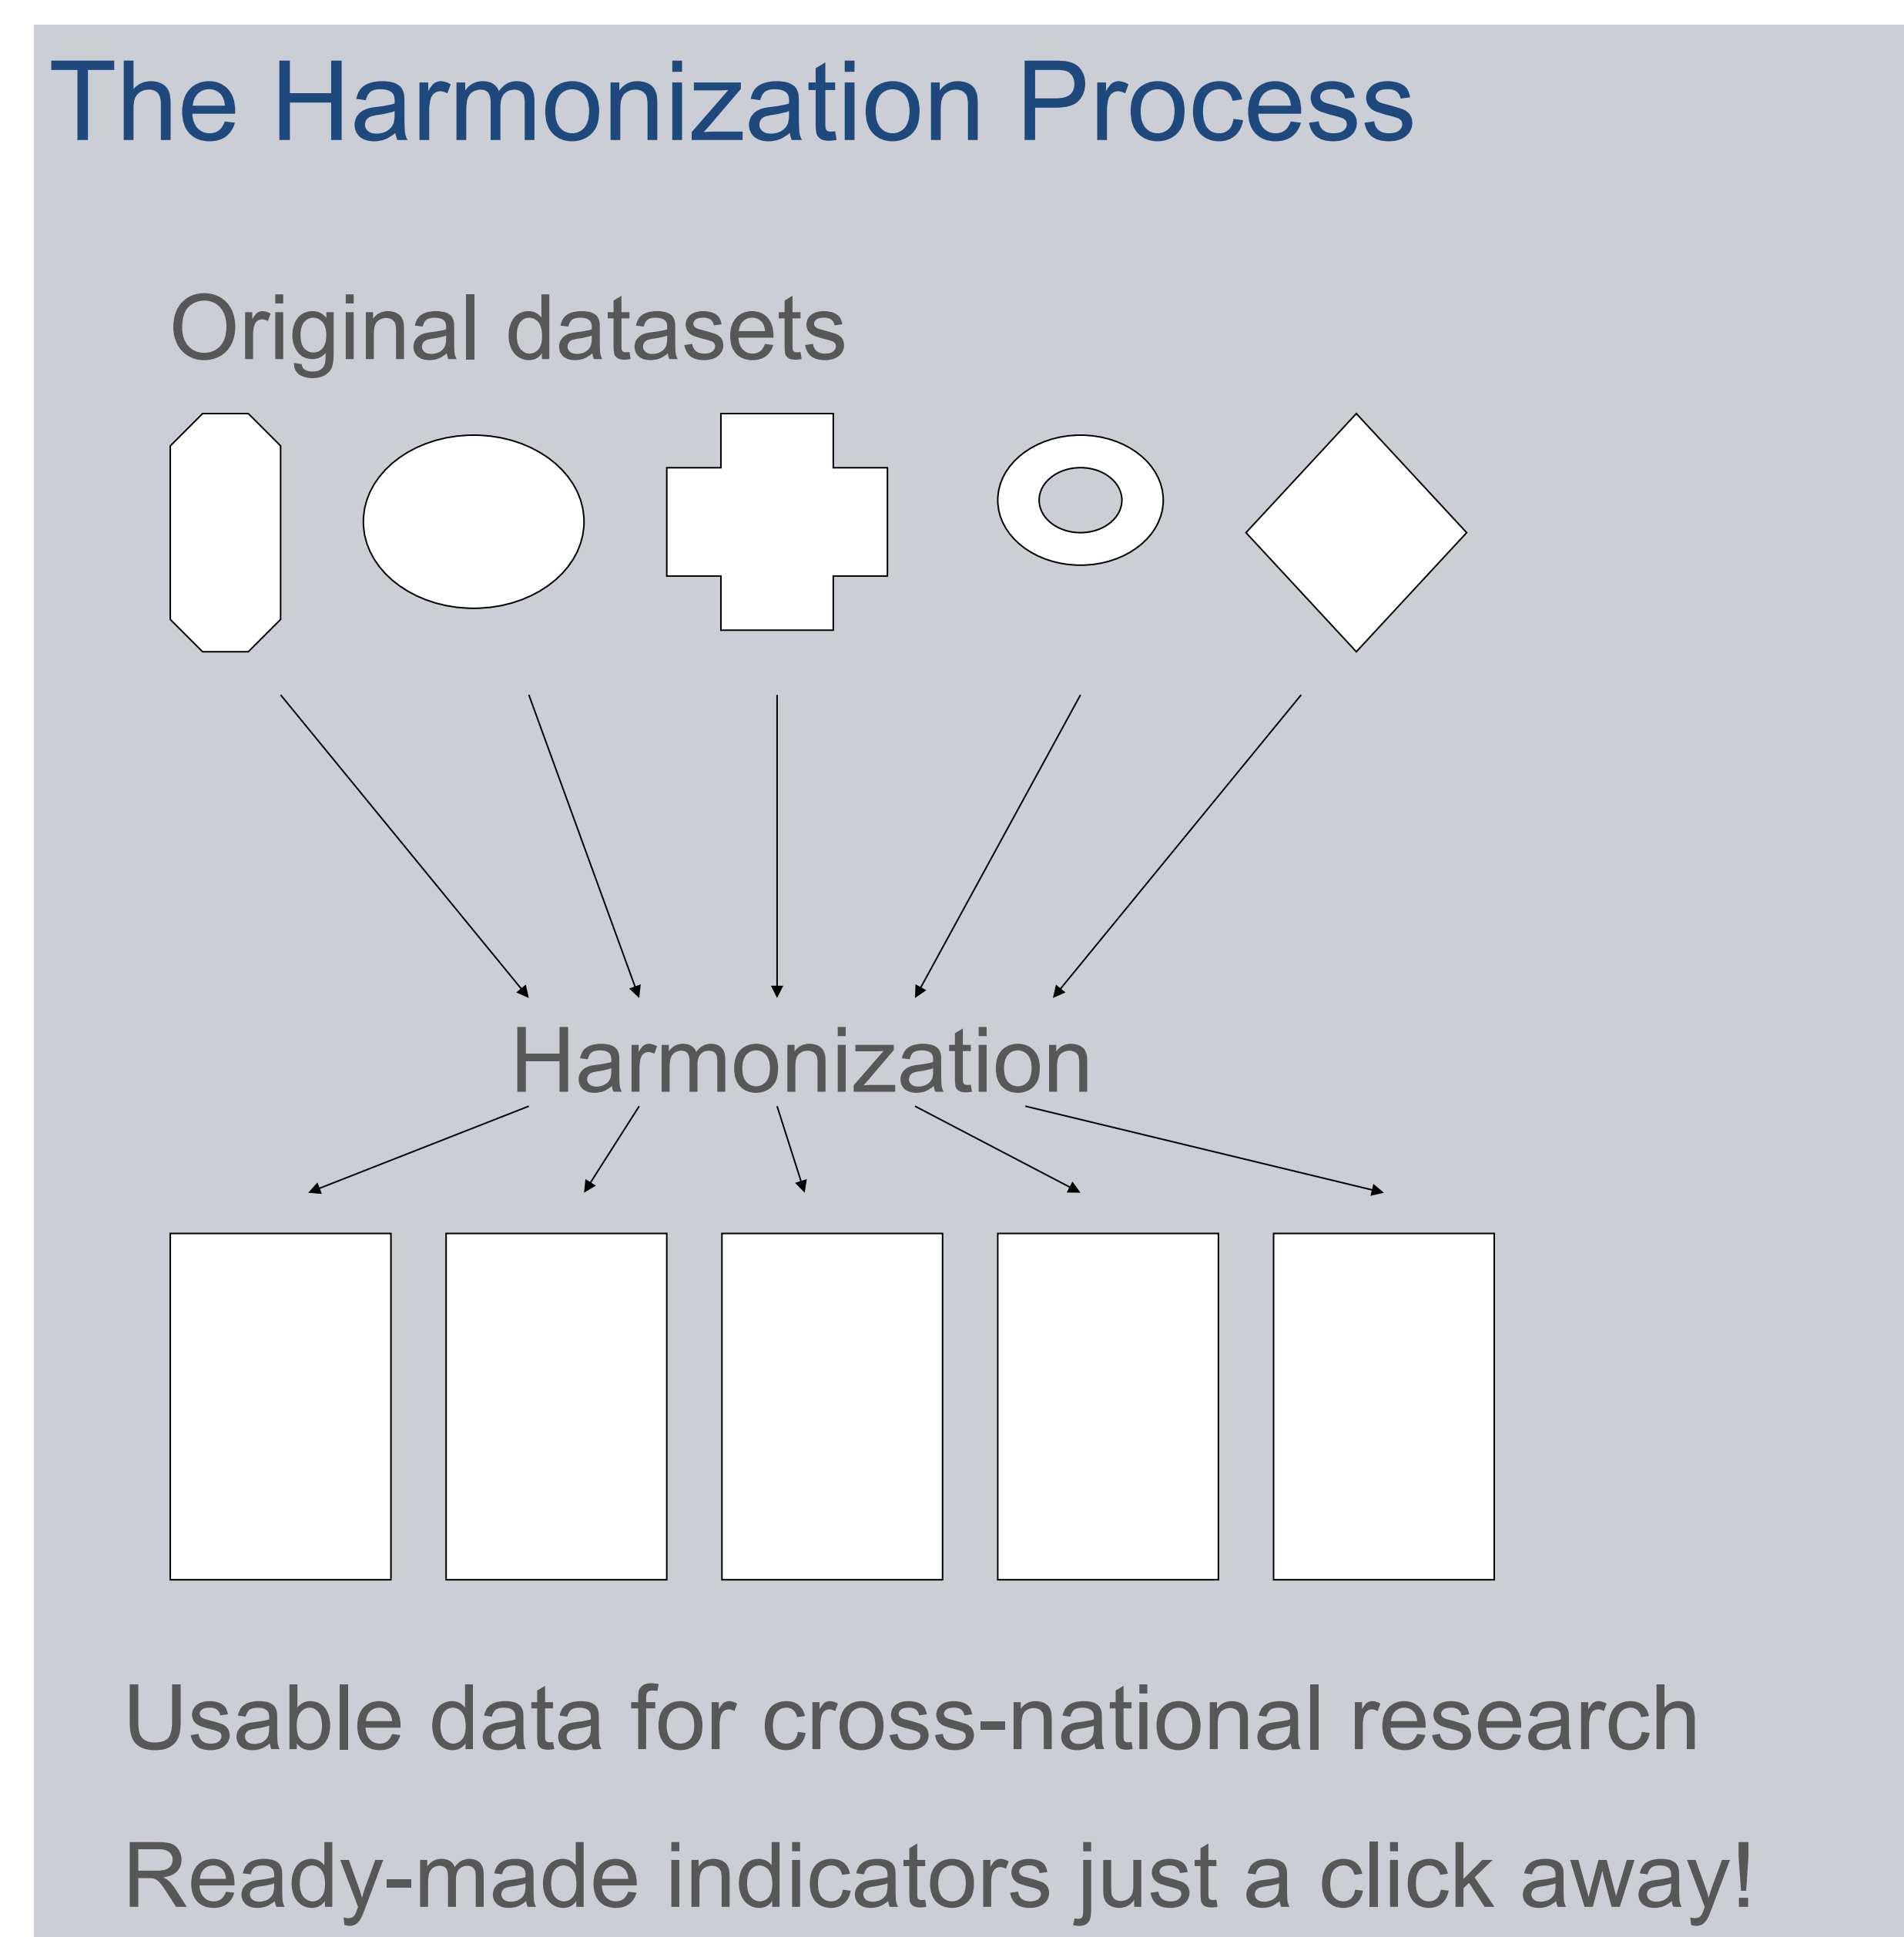 The Harmonization Process
Original datasets
Harmonization
Usable data for cross-national research
Ready-made indicators just a click away!